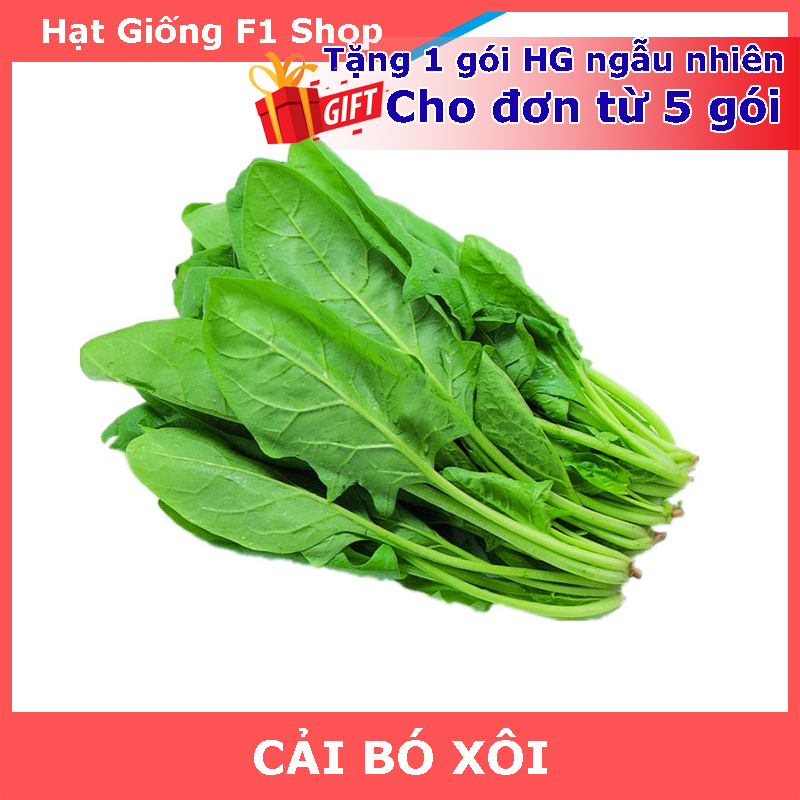 Hạt Giống F1 Shop
Tặng 1 gói HG ngẫu nhiên
GIFT
Cho đơn từ 5 gói
CẢI BÓ XÔI